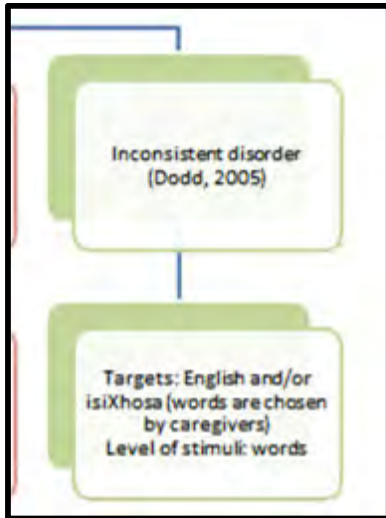 Inconsistent disorder
(Dodd, 2005)
Targets: English and/or
isiXhosa (words are chosen
by caregivers)
Level of stimuli: words